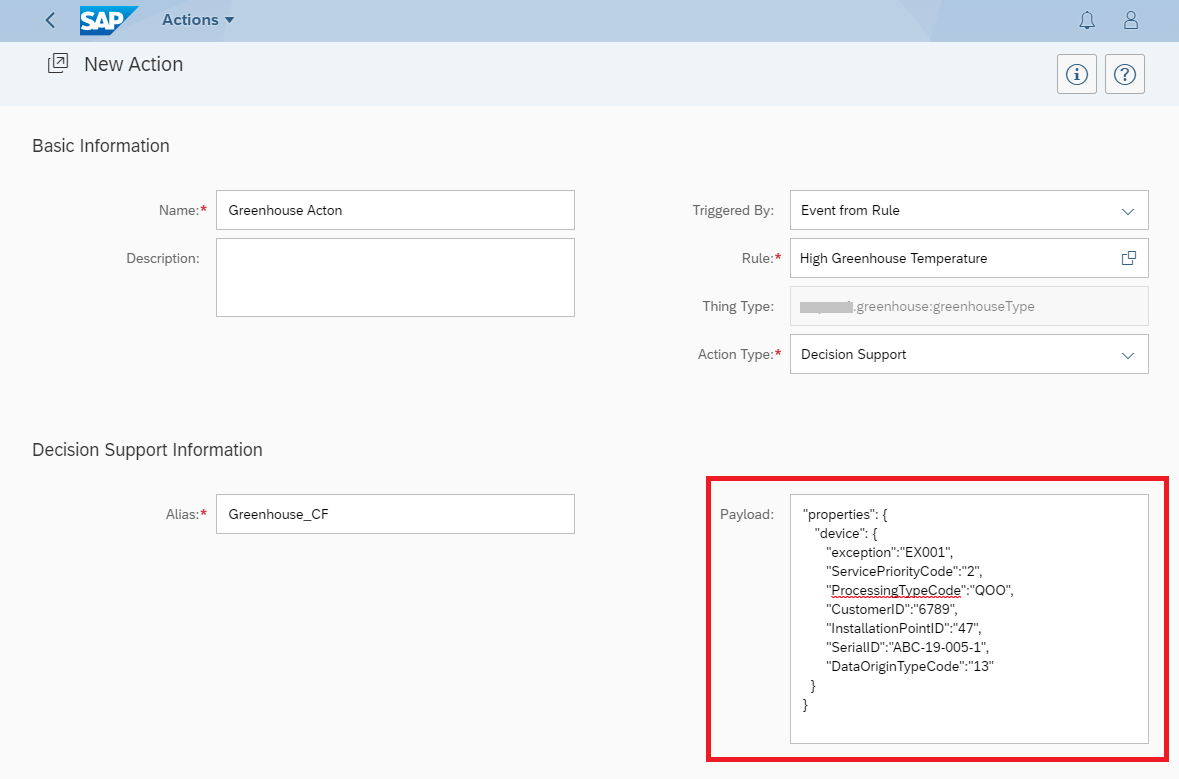 SAP Actions
New Action
Basic Information
Name:* Greenhouse Acton
Description:
Triggered By: Event from Rule
Rule:* High Greenhouse Temperature
Thing Type: .greenhouse:greenhouseType
Action Type:* Decision Support
Decision Support Information
Alias:* Greenhouse_CF
Payload:
"properties": {
"device": {
"exception":"EX001",
"ServicePriorityCode":"2",
"ProcessingTypeCode":"QOO",
"CustomerID":"6789",
"InstallationPointID":"47",
"SerialID":"ABC-19-005-1",
"DataOriginTypeCode":"13"
}
}